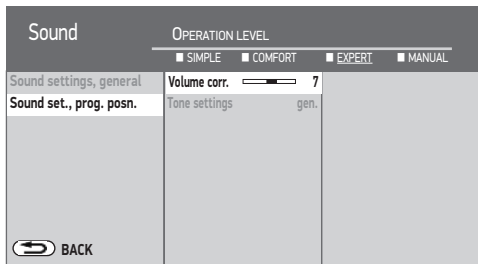 Sound
OPERATION LEVEL
SIMPLE COMFORT EXPERT MANUAL
Sound settings, general
Volume corr. 7
Sound set., prog. posn.
Tone settings gen.
BACK